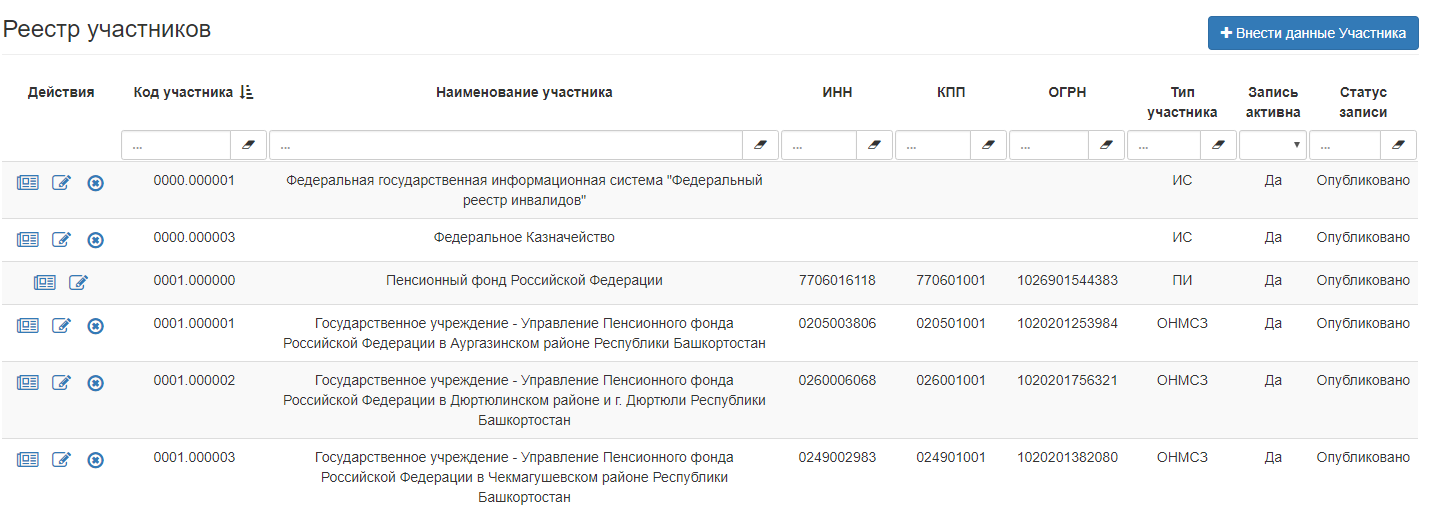 Реестр участников
Внести данные Участника
Действия Код участника Наименование участника ИНН КПП ОГРН Тип участника Запись активна Статус записи
... ... ... ... ... ... ...
0000.000001 Федеральная государственная информационная система "Федеральный ИС Да Опубликовано
реестр инвалидов"
0000.000003 Федеральное Казначейство ИС Да Опубликовано
0001.000000 Пенсионный фонд Российской Федерации 7706016118 770601001 1026901544383 ПИ Да Опубликовано
0001.000001 Государственное учреждение - Управление Пенсионного фонда 0205003806 020501001 1020201253984 ОНМСЗ Да Опубликовано
Российской Федерации в Аургазинском районе Республики Башкортостан
0001.000002 Государственное учреждение - Управление Пенсионного фонда 0260006068 026001001 1020201756321 ОНМСЗ Да Опубликовано
Российской Федерации в Дюртюлинском районе и г. Дюртюли Республики
Башкортостан
0001.000003 Государственное учреждение - Управление Пенсионного фонда 0249002983 024901001 1020201382080 ОНМСЗ Да Опубликовано
Российской Федерации в Чекмагушевском районе Республики
Башкортостан